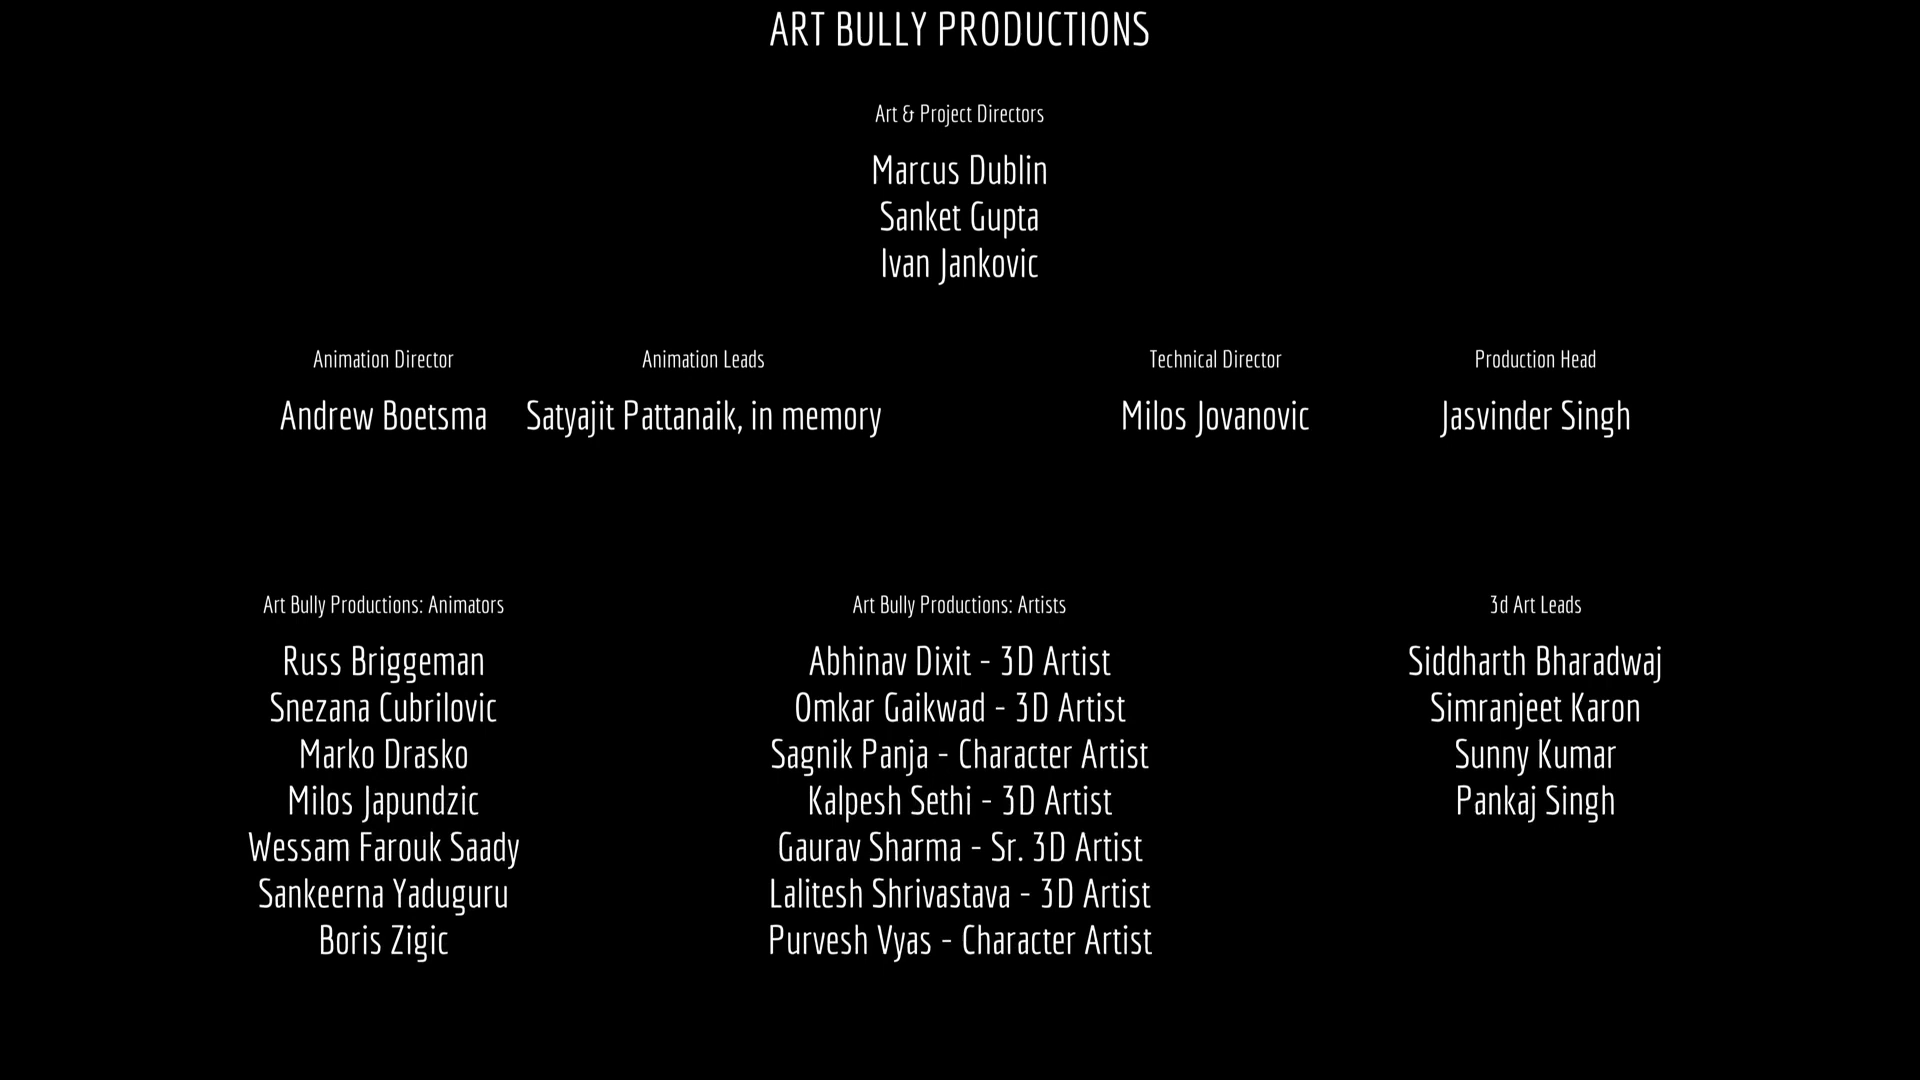 ART BULLY PRODUCTIONS
Art & Project Directors
Marcus Dublin
Sanket Gupta
Ivan Jankovic
Animation Director
Andrew Boetsma
Animation Leads
Satyajit Pattanaik, in memory
Technical Director
Milos Jovanovic
Production Head
Jasvinder Singh
Art Bully Productions: Animators
Russ Briggeman
Snezana Cubrilovic
Marko Drasko
Milos Japundzic
Wessam Farouk Saady
Sankeerna Yaduguru
Boris Zigic
Art Bully Productions: Artists
Abhinav Dixit - 3D Artist
Omkar Gaikwad - 3D Artist
Sagnik Panja - Character Artist
Kalpesh Sethi - 3D Artist
Gaurav Sharma - Sr. 3D Artist
Lalitesh Shrivastava - 3D Artist
Purvesh Vyas - Character Artist
3d Art Leads
Siddharth Bharadwaj
Simranjeet Karon
Sunny Kumar
Pankaj Singh